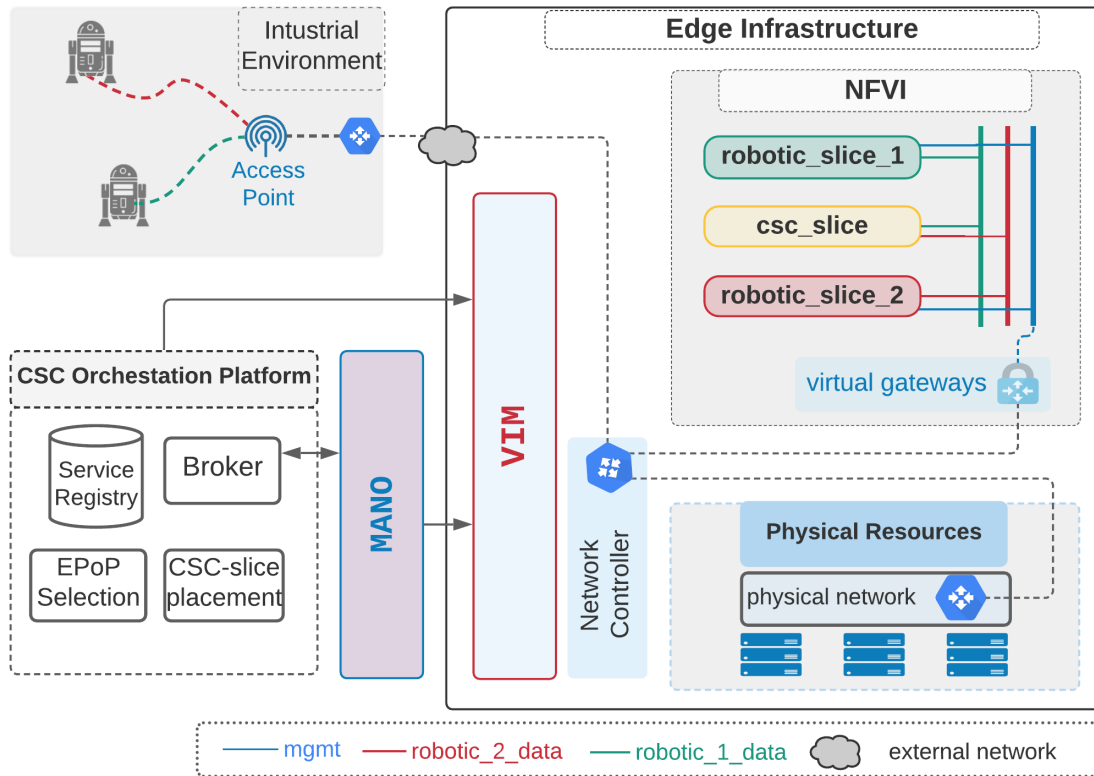 Intustrial
Environment
Access
Point
Edge Infrastructure
NFVI
robotic_slice_1
csc_slice
robotic_slice_2
virtual gateways
CSC Orchestation Platform
Service
Registry
Broker
EPoP
Selection
CSC-slice
placement
MANO
VIM
Network
Controller
Physical Resources
physical network
mgmt
robotic_2_data
robotic_1_data
external network